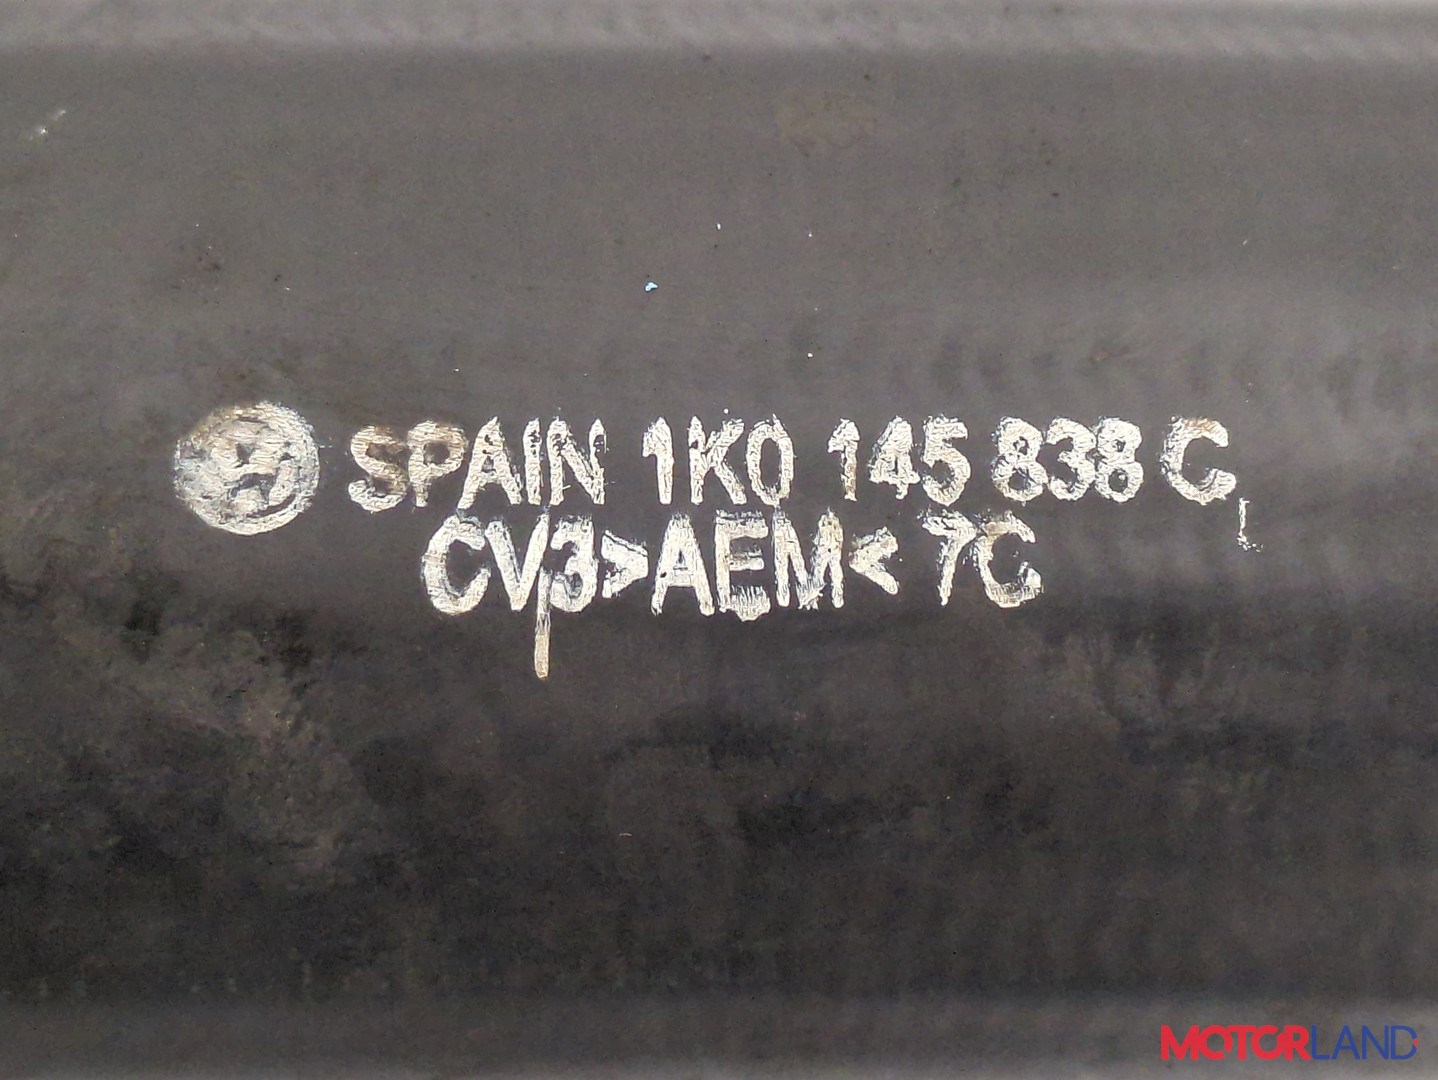 SPAIN 1K0 145 838 C
CV3>AEM< 7C
MOTORLAND